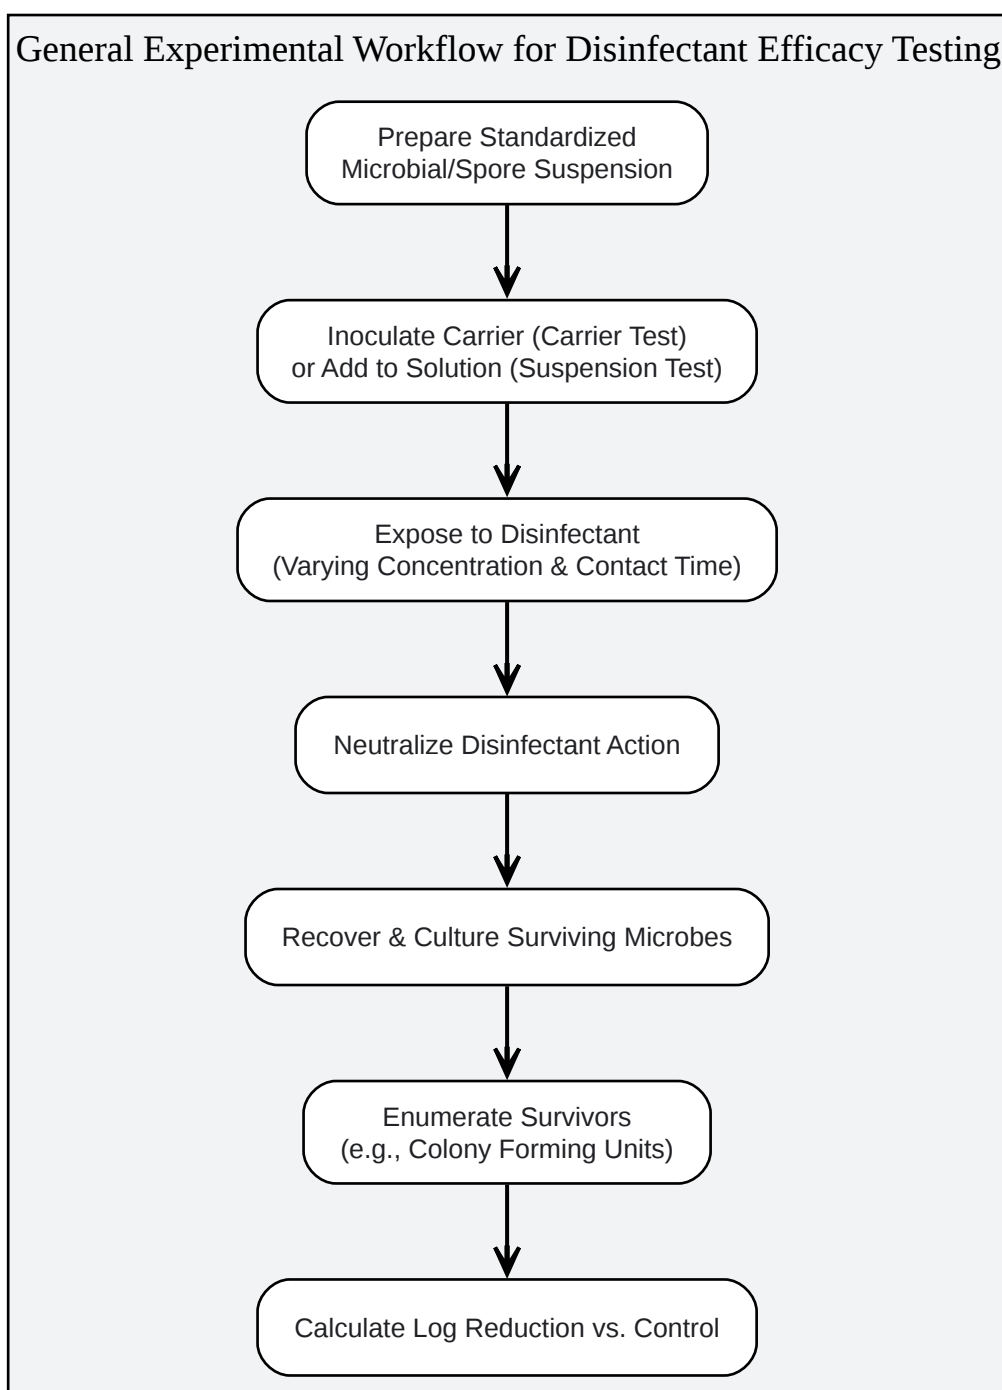 General Experimental Workflow for Disinfectant Efficacy Testing
Prepare Standardized
Microbial/Spore Suspension
Inoculate Carrier (Carrier Test)
or Add to Solution (Suspension Test)
Expose to Disinfectant
(Varying Concentration & Contact Time)
Neutralize Disinfectant Action
Recover & Culture Surviving Microbes
Enumerate Survivors
(e.g., Colony Forming Units)
Calculate Log Reduction vs. Control